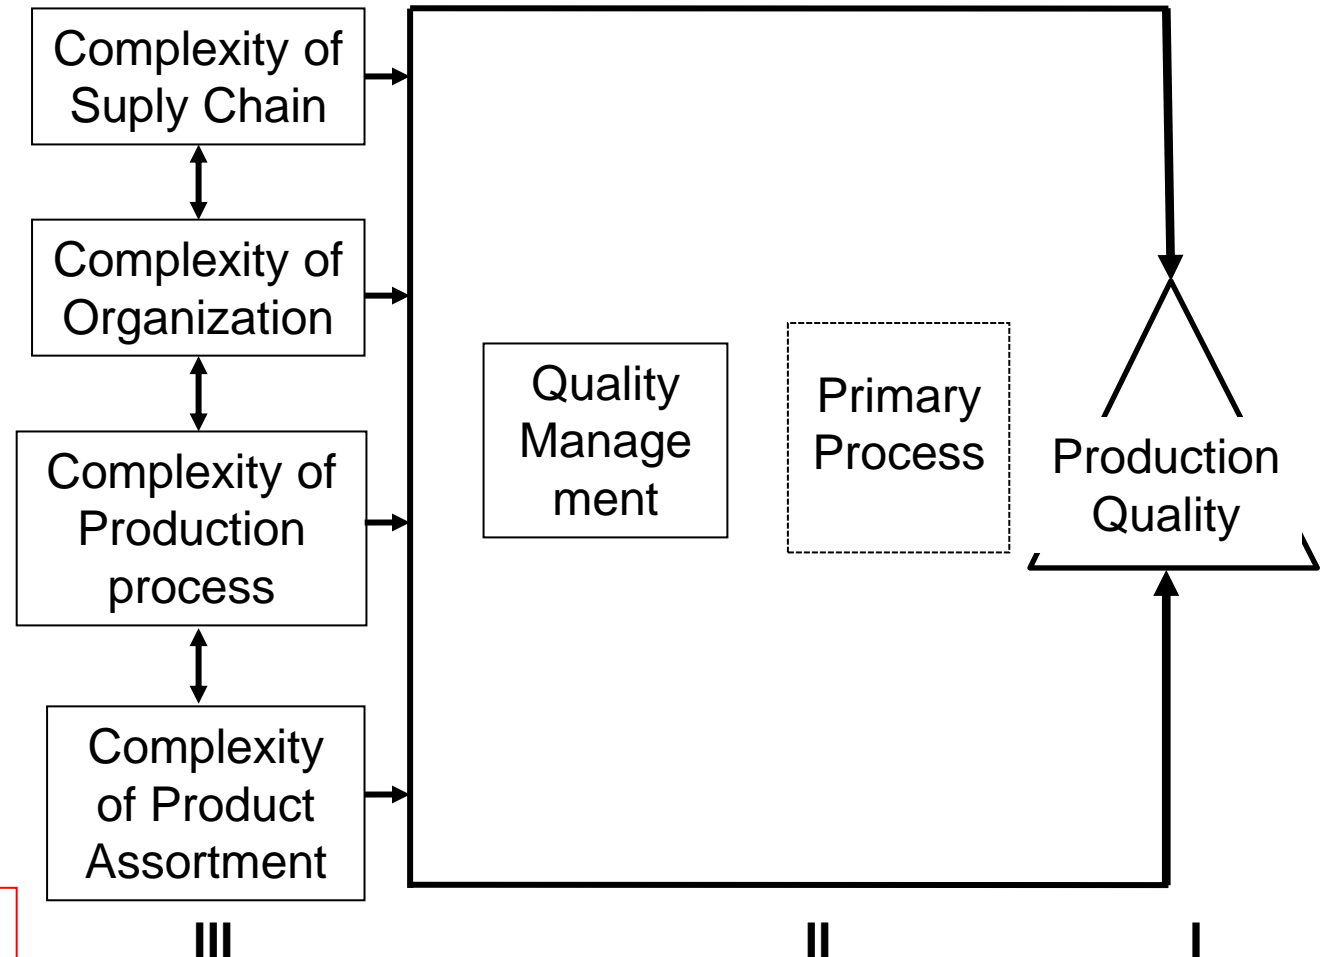 Complexity of
Suply Chain
Complexity of
Organization
Complexity of
Production
process
Complexity
of Product
Assortment
Quality
Manage
ment
Primary
Process
Production
Quality
III
II
I